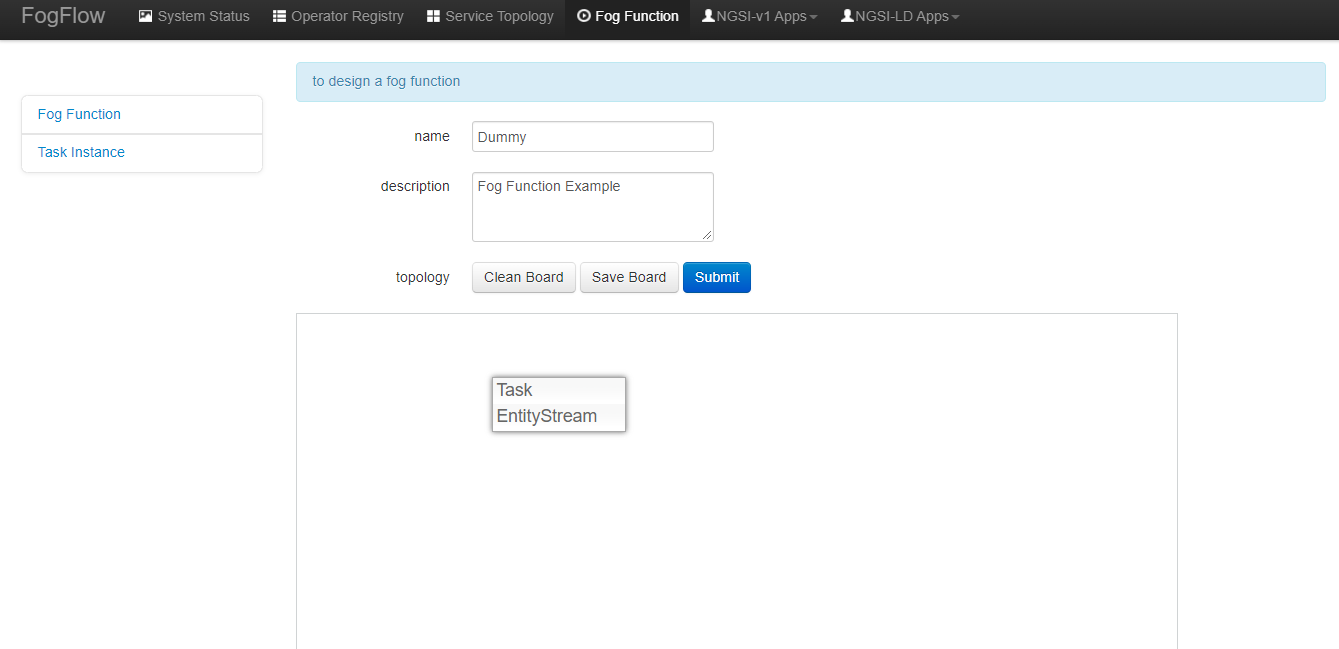 FogFlow System Status Operator Registry Service Topology Fog Function NGSI-v1 Apps NGSI-LD Apps
to design a fog function
Fog Function
Task Instance
name Dummy
description Fog Function Example
topology Clean Board Save Board Submit
Task
EntityStream